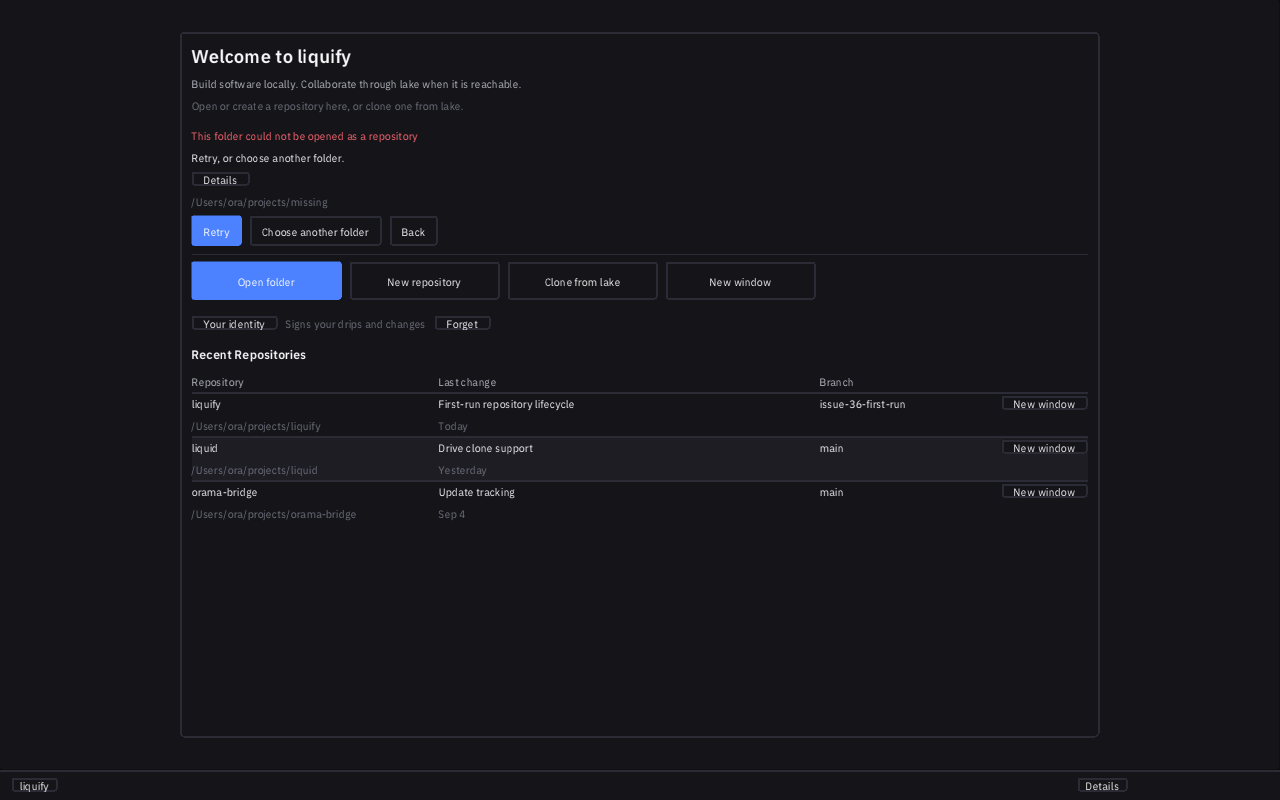 Welcome to liquify
Build software locally. Collaborate through lake when it is reachable.
Open or create a repository here, or clone one from lake.
This folder could not be opened as a repository
Retry, or choose another folder.
Details
/Users/ora/projects/missing
Retry Choose another folder Back
Open folder New repository Clone from lake New window
Your identity Signs your drips and changes Forget
Recent Repositories
Repository Last change Branch
liquify First-run repository lifecycle issue-36-first-run New window
/Users/ora/projects/liquify Today
liquid Drive clone support main New window
/Users/ora/projects/liquid Yesterday
orama-bridge Update tracking main New window
/Users/ora/projects/orama-bridge Sep 4
liquify Details